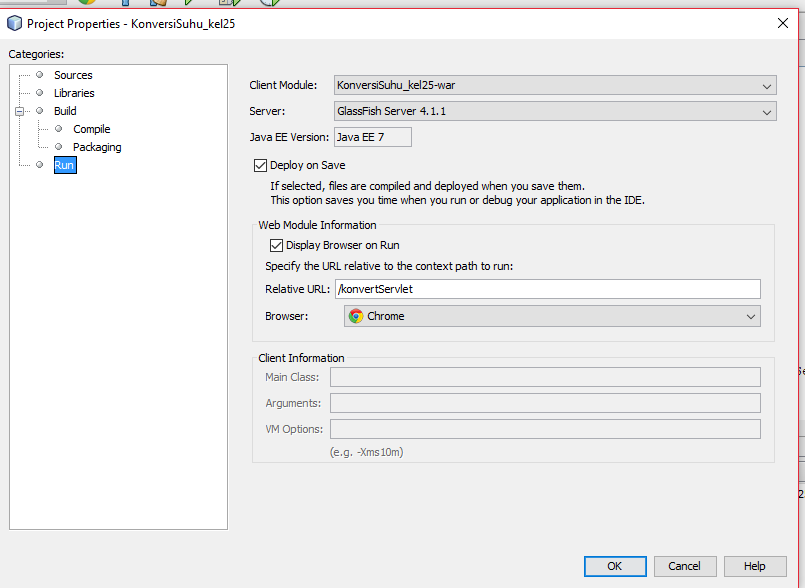 Project Properties - KonversiSuhu_kel25
Categories:
Sources
Libraries
Build
Compile
Packaging
Run
Client Module: KonversiSuhu_kel25-war
Server: GlassFish Server 4.1.1
Java EE Version: Java EE 7
Deploy on Save
If selected, files are compiled and deployed when you save them.
This option saves you time when you run or debug your application in the IDE.
Web Module Information
Display Browser on Run
Specify the URL relative to the context path to run:
Relative URL: /konvertServlet
Browser: Chrome
Client Information
Main Class:
Arguments:
VM Options:
(e.g. -Xms10m)
OK Cancel Help